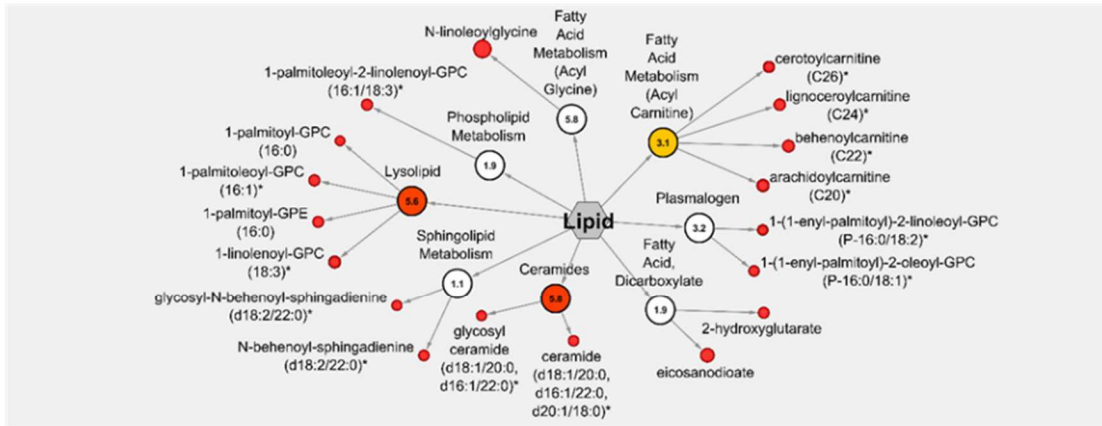 N-linoleoylglycine
Fatty
Acid
Metabolism
(Acyl
Glycine)
5.8
Fatty
Acid
Metabolism
(Acyl
Carnitine)
3.1
cerotoylcarnitine
(C26)*
lignoceroylcarnitine
(C24)*
behenoylcarnitine
(C22)*
arachidoylcarnitine
(C20)*
1-palmitoleoyl-2-linolenoyl-GPC
(16:1/18:3)*
Phospholipid
Metabolism
1.9
1-palmitoyl-GPC
(16:0)
1-palmitoleoyl-GPC
(16:1)*
1-palmitoyl-GPE
(16:0)
1-linolenoyl-GPC
(18:3)*
Lysolipid
5.6
Lipid
Plasmalogen
3.2
1-(1-enyl-palmitoyl)-2-linoleoyl-GPC
(P-16:0/18:2)*
1-(1-enyl-palmitoyl)-2-oleoyl-GPC
(P-16:0/18:1)*
Sphingolipid
Metabolism
1.1
glycosyl-N-behenoyl-sphingadienine
(d18:2/22:0)*
N-behenoyl-sphingadienine
(d18:2/22:0)*
Ceramides
5.8
glycosyl
ceramide
(d18:1/20:0,
d16:1/22:0)*
ceramide
(d18:1/20:0,
d16:1/22:0,
d20:1/18:0)*
Fatty
Acid,
Dicarboxylate
1.9
2-hydroxyglutarate
eicosanodioate